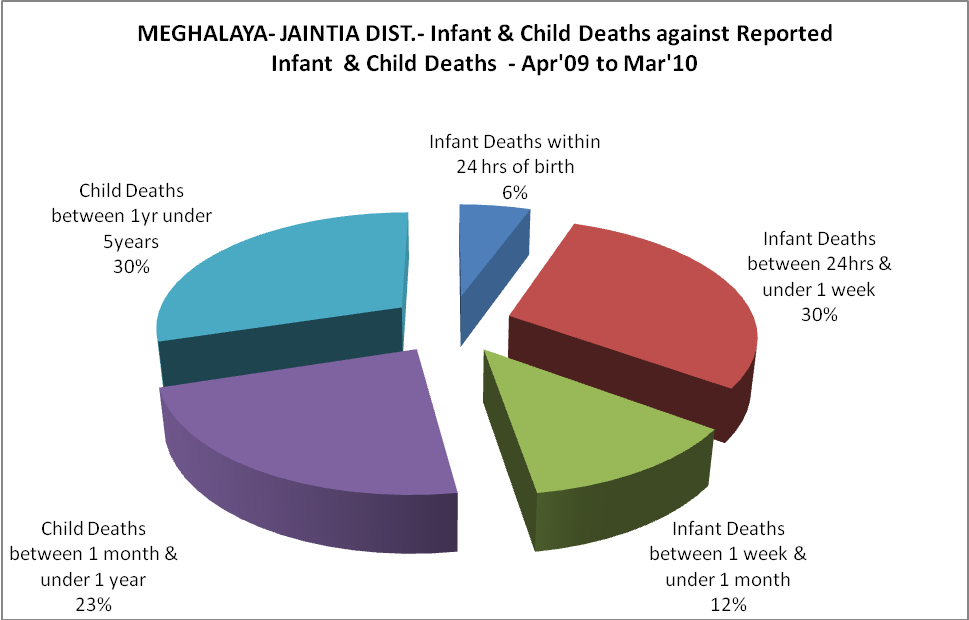 MEGHALAYA- JAINTIA DIST.- Infant & Child Deaths against Reported
Infant & Child Deaths - Apr'09 to Mar'10
Infant Deaths within
24 hrs of birth
6%
Infant Deaths
between 24hrs &
under 1 week
30%
Infant Deaths
between 1 week &
under 1 month
12%
Child Deaths
between 1 month &
under 1 year
23%
Child Deaths
between 1yr under
5years
30%